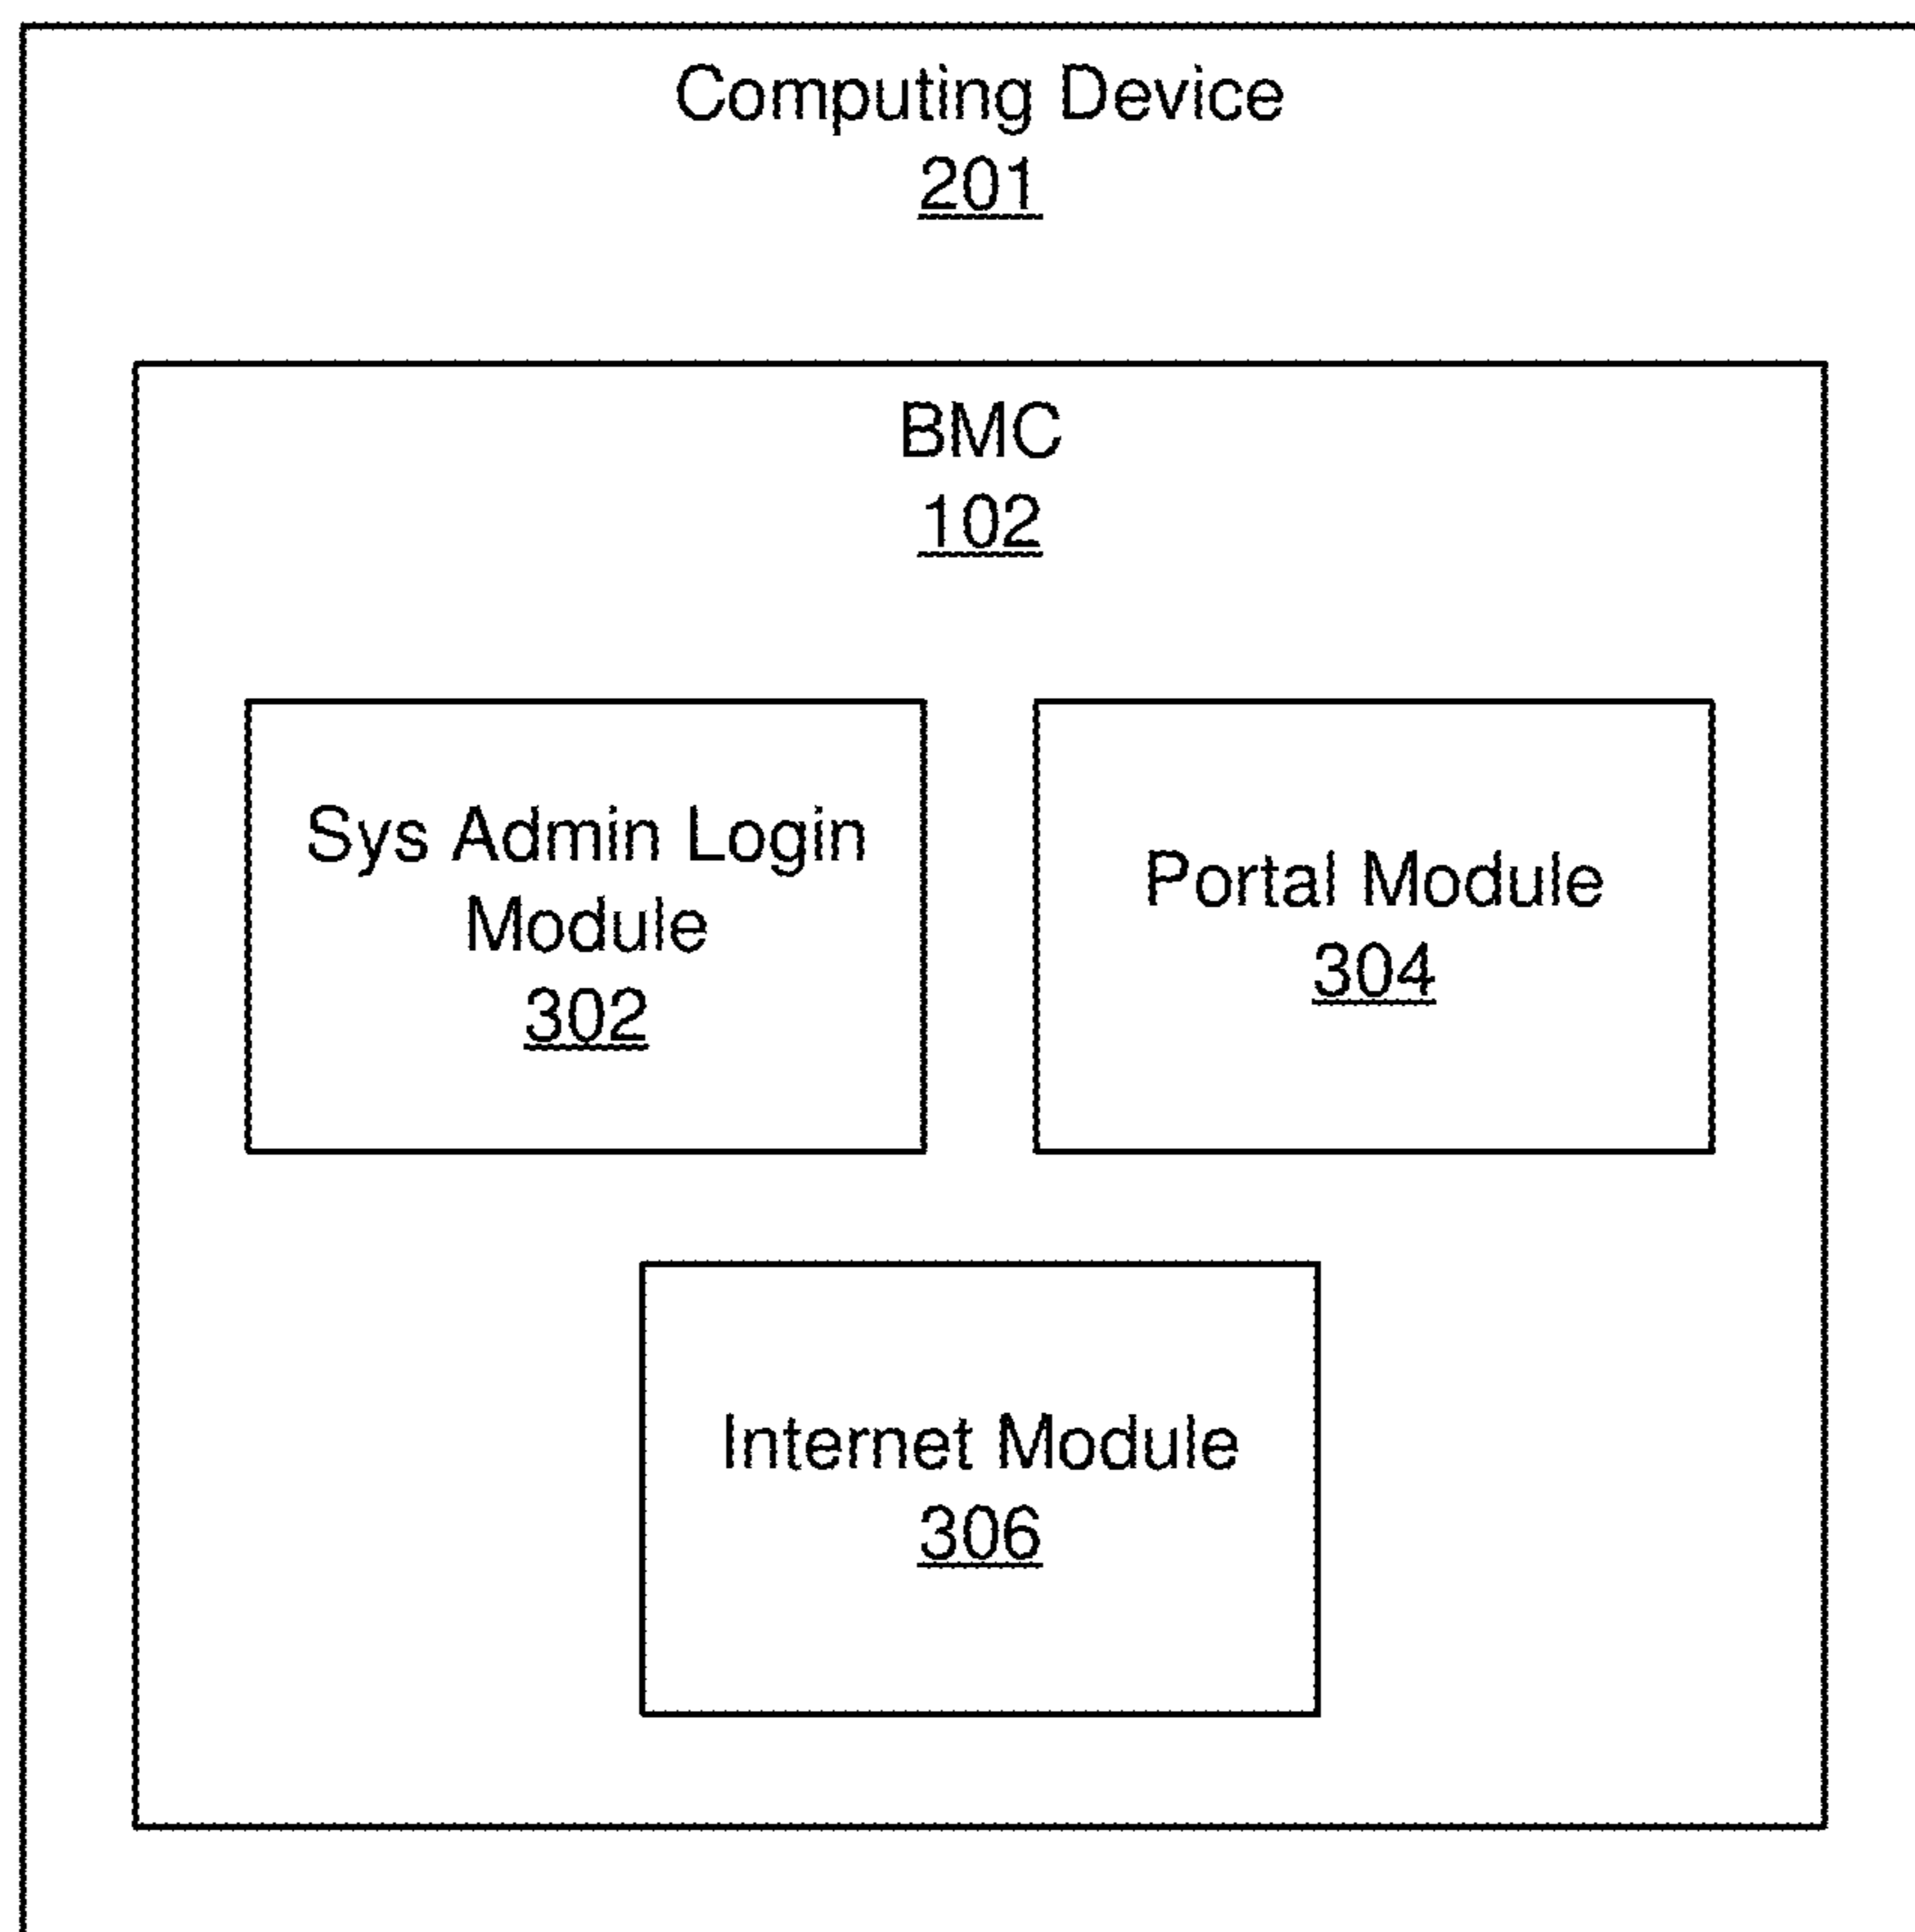 Computing Device
201
BMC
102
Sys Admin Login
Module
302
Portal Module
304
Internet Module
306